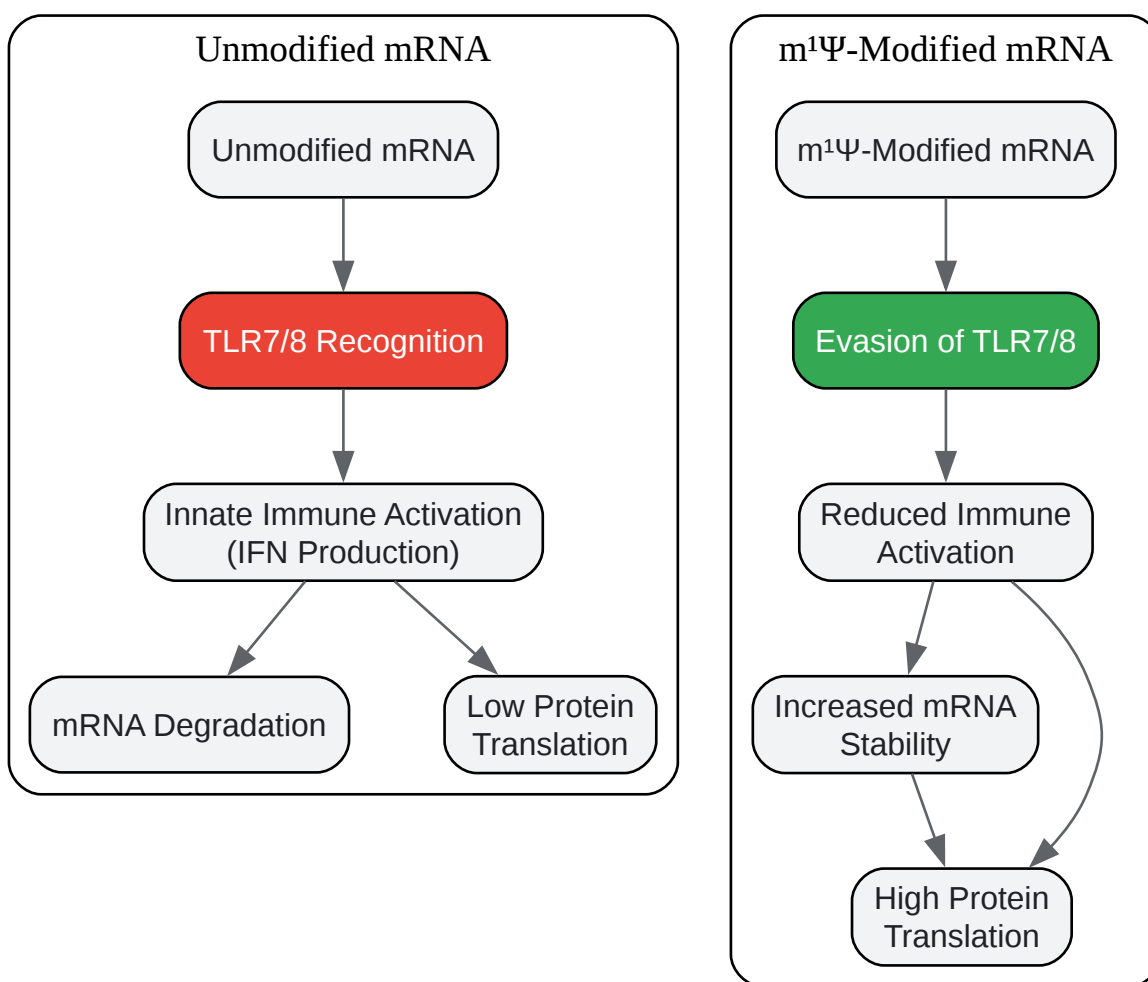 Unmodified mRNA
Unmodified mRNA
TLR7/8 Recognition
Innate Immune Activation
(IFN Production)
mRNA Degradation
Low Protein
Translation
m¹Ψ-Modified mRNA
m¹Ψ-Modified mRNA
Evasion of TLR7/8
Reduced Immune
Activation
Increased mRNA
Stability
High Protein
Translation